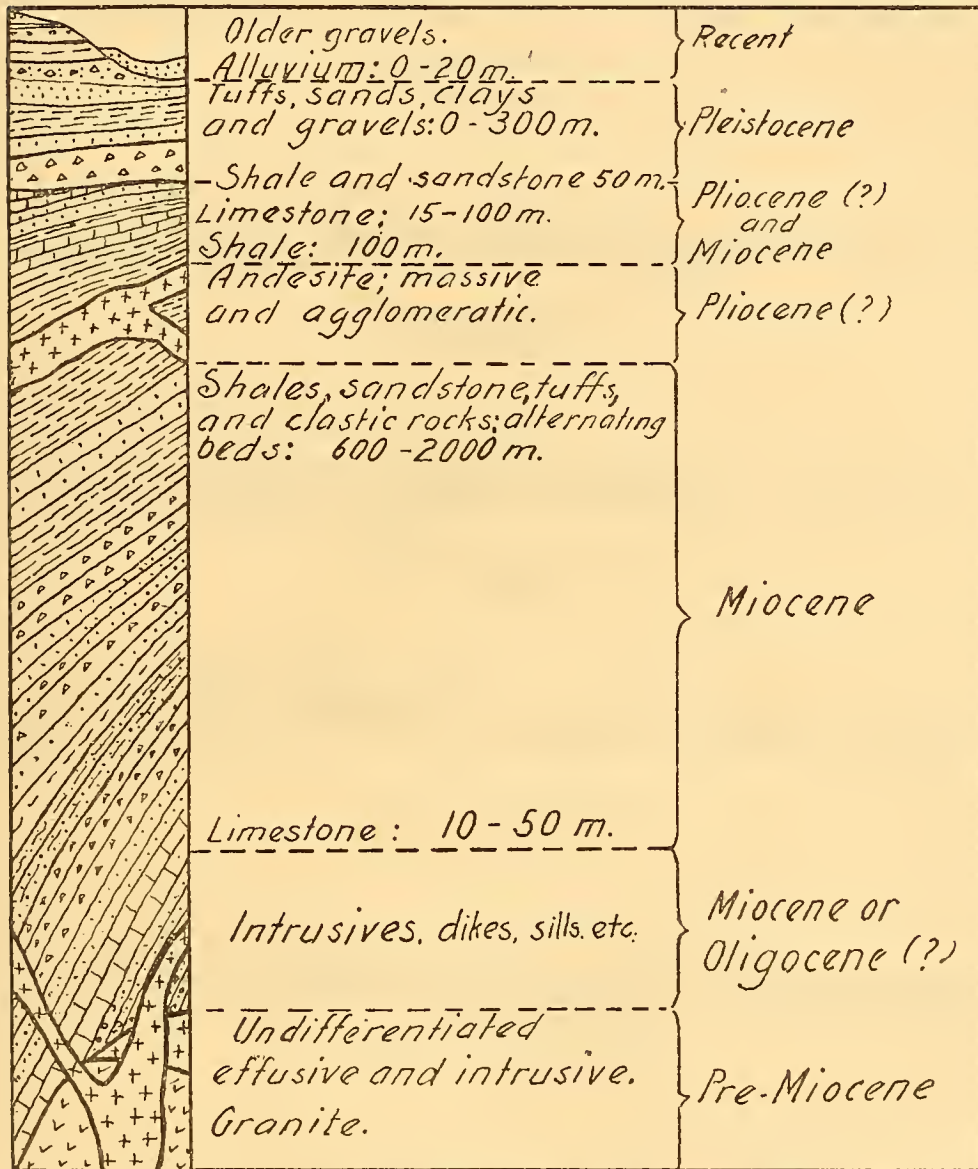 Older gravels.
Alluvium: 0-20 m.
Recent
Tuffs, sands, clays
and gravels: 0-300 m.
Pleistocene
Shale and sandstone 50 m.
Limestone; 15-100 m.
Shale: 100 m.
Pliocene (?)
and
Miocene
Andesite; massive
and agglomeratic.
Pliocene (?)
Shales, sandstone, tuffs,
and clastic rocks; alternating
beds: 600-2000 m.
Limestone: 10-50 m.
Miocene
Intrusives, dikes, sills. etc.
Miocene or
Oligocene (?)
Undifferentiated
effusive and intrusive.
Granite.
Pre-Miocene